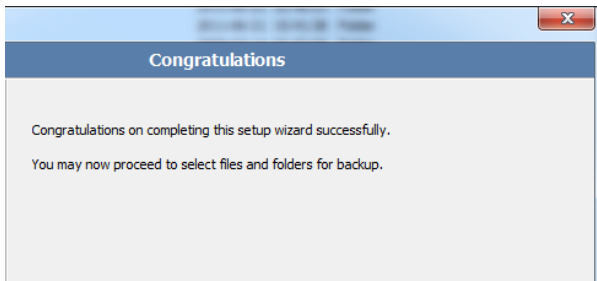 Congratulations
Congratulations on completing this setup wizard successfully.
You may now proceed to select files and folders for backup.